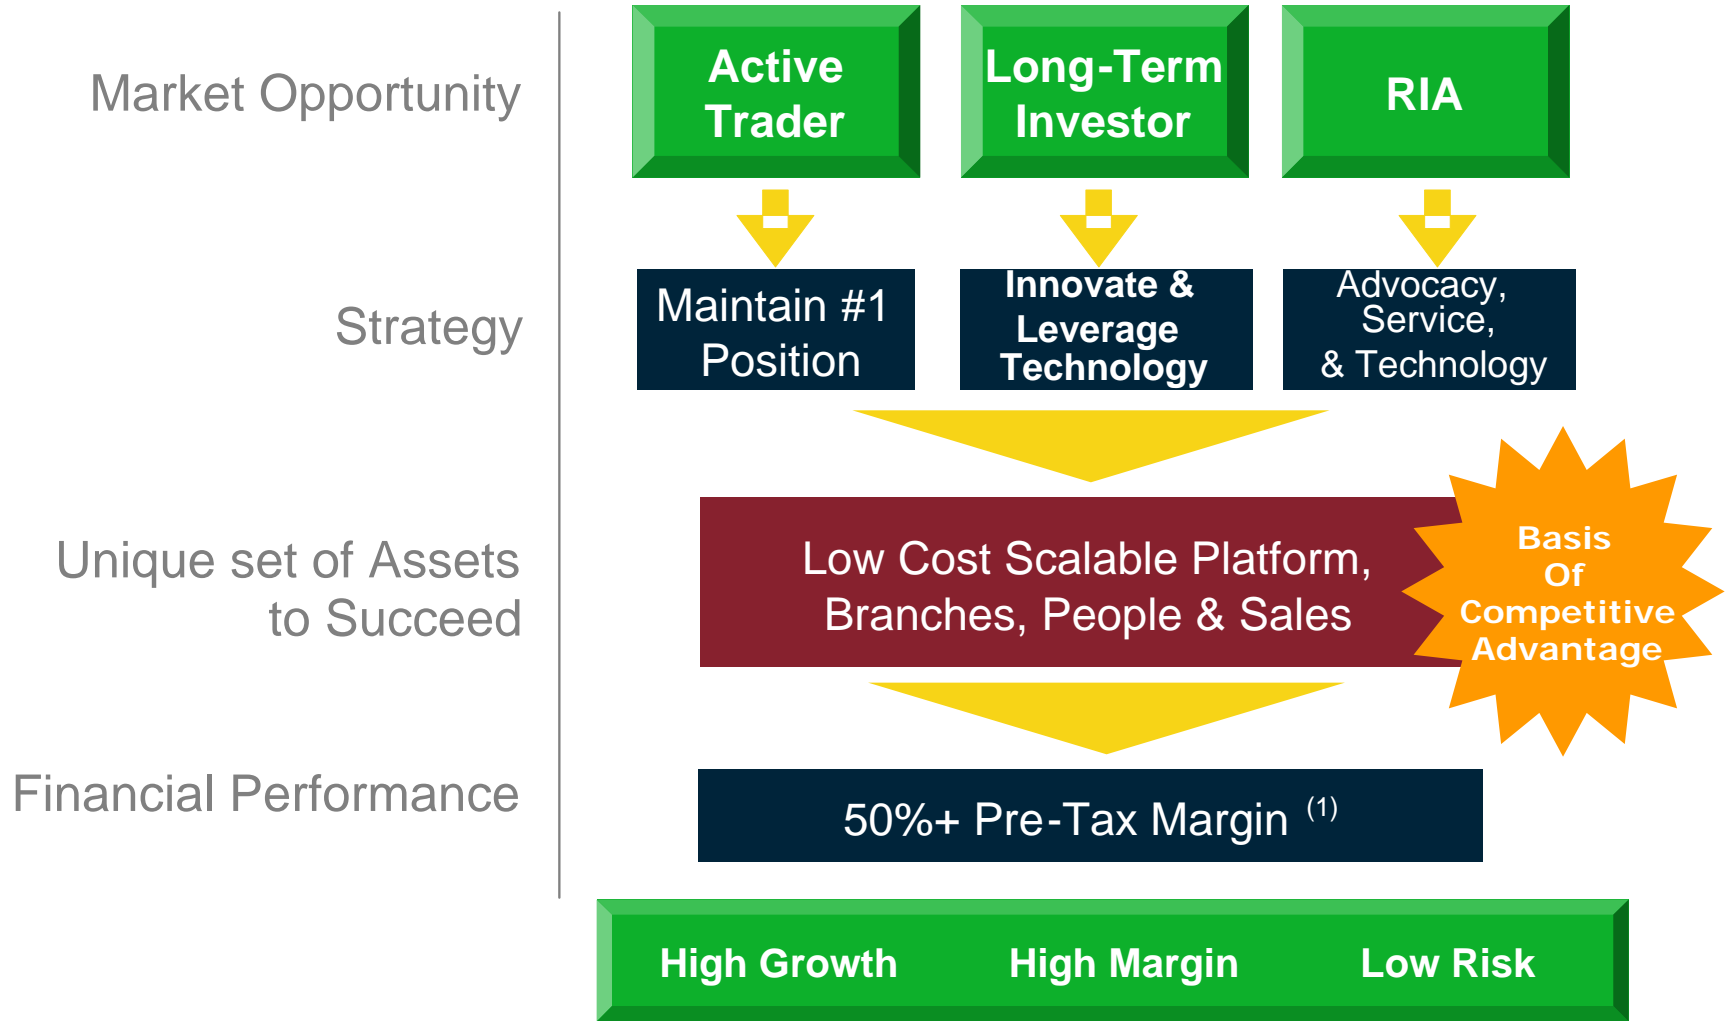 Market Opportunity
Active
Trader
Long-Term
Investor
RIA
Strategy
Maintain #1
Position
Innovate &
Leverage
Technology
Advocacy,
Service,
& Technology
Unique set of Assets
to Succeed
Low Cost Scalable Platform,
Branches, People & Sales
Basis
Of
Competitive
Advantage
Financial Performance
50%+ Pre-Tax Margin (1)
High Growth High Margin Low Risk